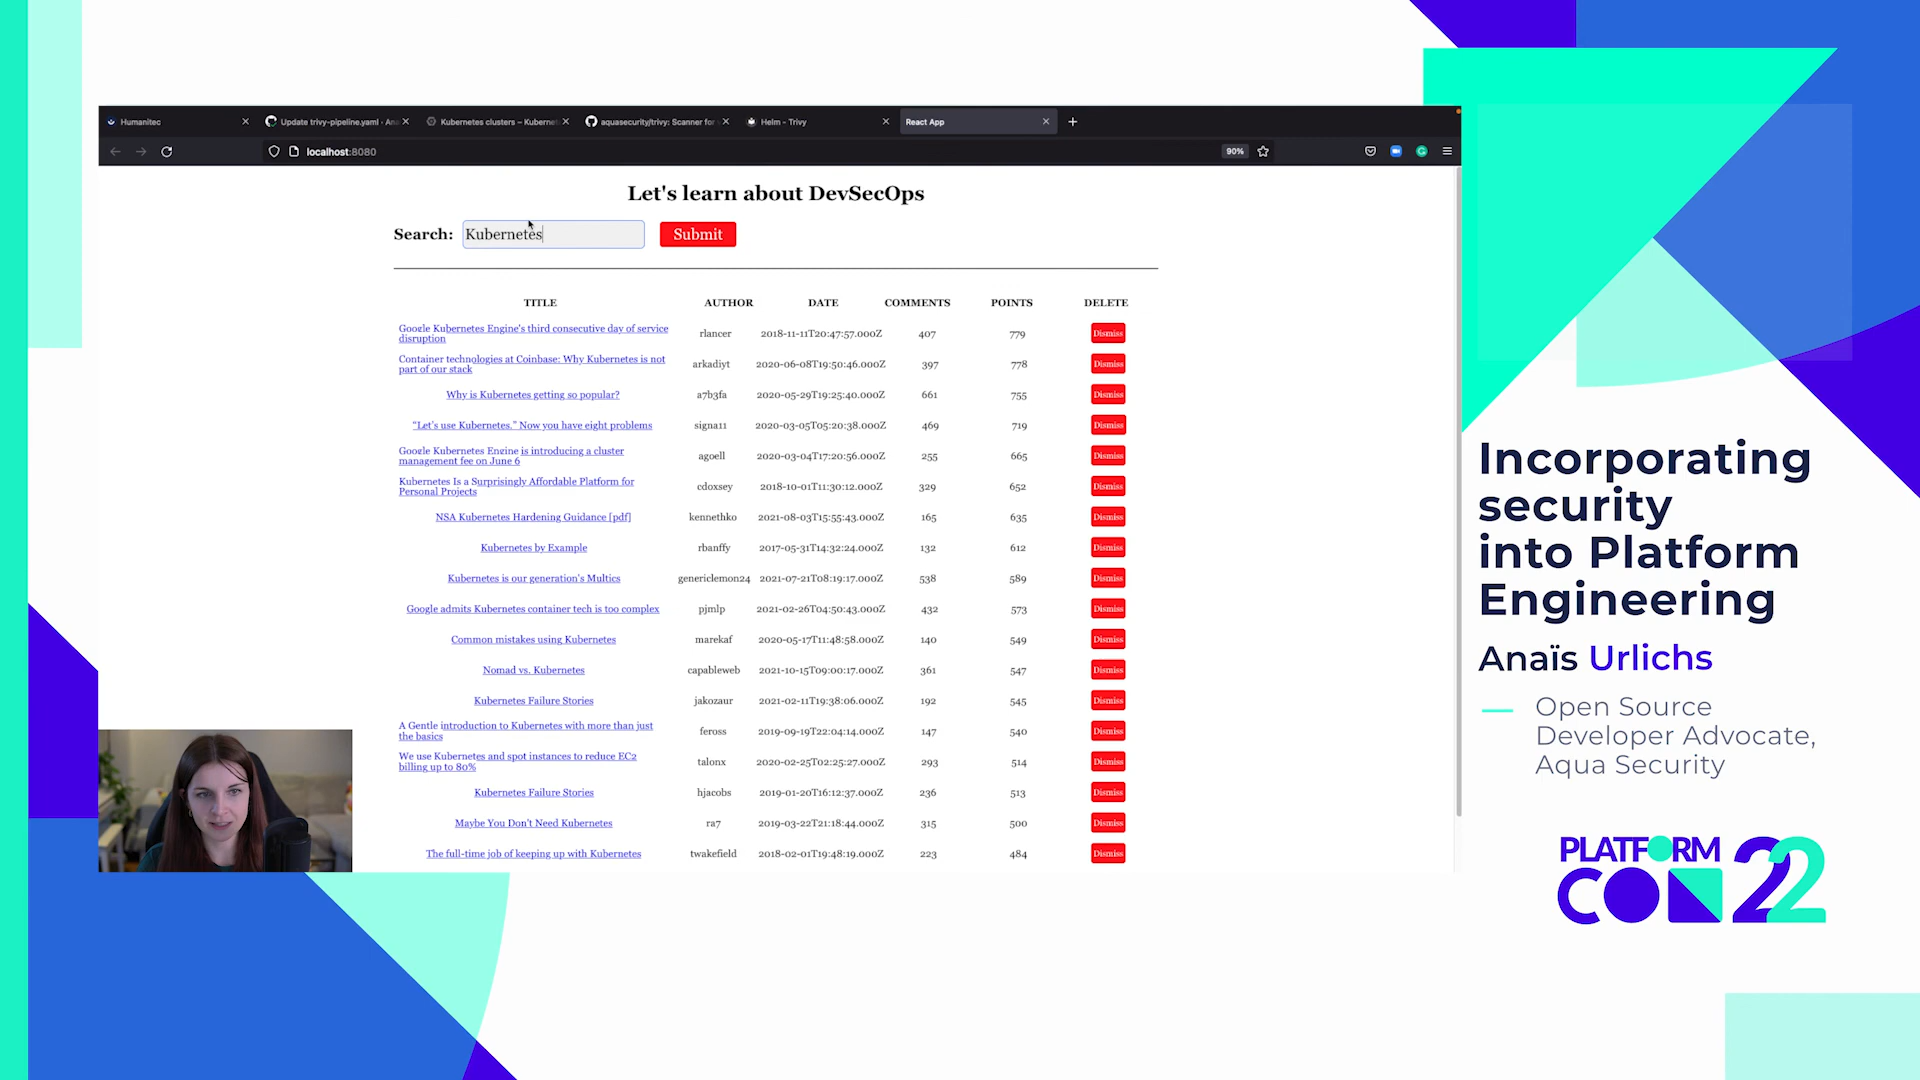 Humanitec
Update trivy-pipeline.yaml · Ana
Kubernetes clusters – Kubernet
aquasecurity/trivy: Scanner for
Helm - Trivy
React App
localhost:8080
90%
Let's learn about DevSecOps
Search: Kubernetes Submit
TITLE AUTHOR DATE COMMENTS POINTS DELETE
Google Kubernetes Engine's third consecutive day of service
disruption
rlancer 2018-11-11T20:47:57.000Z 407 779 Dismiss
Container technologies at Coinbase: Why Kubernetes is not
part of our stack
arkadiyt 2020-06-08T19:50:46.000Z 397 778 Dismiss
Why is Kubernetes getting so popular? a7b3fa 2020-05-29T19:25:40.000Z 661 755 Dismiss
"Let's use Kubernetes." Now you have eight problems signa11 2020-03-05T05:20:38.000Z 469 719 Dismiss
Google Kubernetes Engine is introducing a cluster
management fee on June 6
agoell 2020-03-04T17:20:56.000Z 255 665 Dismiss
Kubernetes Is a Surprisingly Affordable Platform for
Personal Projects
cdoxsey 2018-10-01T11:30:12.000Z 329 652 Dismiss
NSA Kubernetes Hardening Guidance [pdf] kennethko 2021-08-03T15:55:43.000Z 165 635 Dismiss
Kubernetes by Example rbanffy 2017-05-31T14:32:24.000Z 132 612 Dismiss
Kubernetes is our generation's Multics genericlemon24 2021-07-21T08:19:17.000Z 538 589 Dismiss
Google admits Kubernetes container tech is too complex pjmlp 2021-02-26T04:50:43.000Z 432 573 Dismiss
Common mistakes using Kubernetes marekaf 2020-05-17T11:48:58.000Z 140 549 Dismiss
Nomad vs. Kubernetes capableweb 2021-10-15T09:00:17.000Z 361 547 Dismiss
Kubernetes Failure Stories jakozaur 2021-02-11T19:38:06.000Z 192 545 Dismiss
A Gentle introduction to Kubernetes with more than just
the basics
feross 2019-09-19T22:04:14.000Z 147 540 Dismiss
We use Kubernetes and spot instances to reduce EC2
billing up to 80%
talonx 2020-02-25T02:25:27.000Z 293 514 Dismiss
Kubernetes Failure Stories hjacobs 2019-01-20T16:12:37.000Z 236 513 Dismiss
Maybe You Don't Need Kubernetes ra7 2019-03-22T21:18:44.000Z 315 500 Dismiss
The full-time job of keeping up with Kubernetes twakefield 2018-02-01T19:48:19.000Z 223 484 Dismiss
Incorporating
security
into Platform
Engineering
Anaïs Urlichs
Open Source
Developer Advocate,
Aqua Security
PLATFORM
CON 22